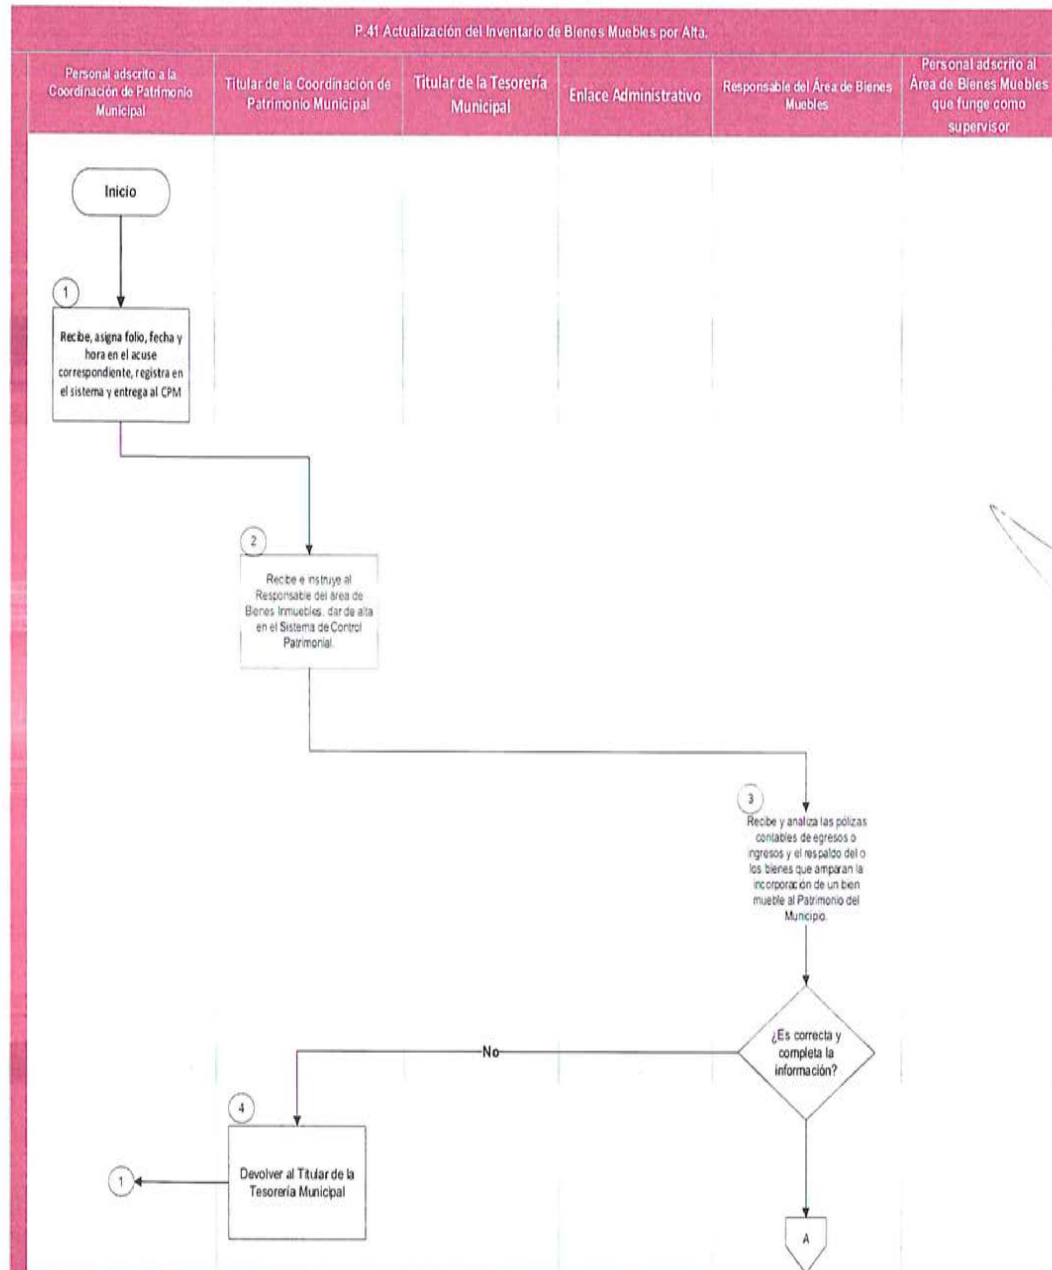 P.41 Actualización del Inventario de Bienes Muebles por Alta.
Personal adscrito a la
Coordinación de Patrimonio
Municipal
Titular de la Coordinación de
Patrimonio Municipal
Titular de la Tesorería
Municipal
Enlace Administrativo
Responsable del Área de Bienes
Muebles
Personal adscrito al
Área de Bienes Muebles
que funge como
supervisor
Inicio
1
Recibe, asigna folio, fecha y
hora en el acuse
correspondiente, registra en
el sistema y entrega al CPM
2
Recibe e instruye al
Responsable del área de
Bienes Irmuebles, dar de alta
en el Sistema de Control
Patrimonial.
3
Recibe y analiza las pólizas
contables de egresos o
ingresos y el respaldo del o
los bienes que amparan la
incorporación de un bien
mueble al Patrimonio del
Municipio.
¿Es correcta y
completa la
información?
No
4
Devolver al Titular de la
Tesorería Municipal
1
A